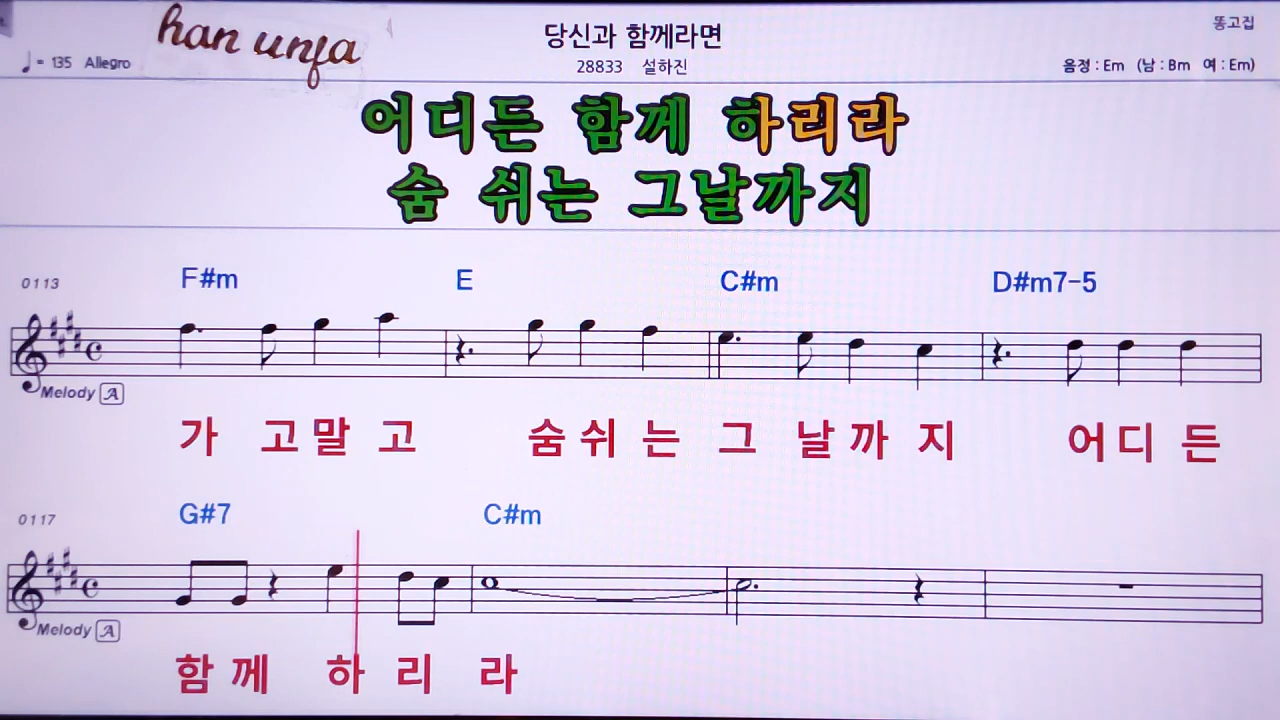 han unfa
당신과 함께라면
똥고집
♩= 135 Allegro
28833 설하진
음정 : Em (남 : Bm 여 : Em)
어디든 함께 하리라
숨 쉬는 그날까지
0113 F#m E C#m D#m7-5
Melody A
가 고말 고 숨쉬 는 그 날까 지 어디 든
0117 G#7 C#m
Melody A
함 께 하 리 라